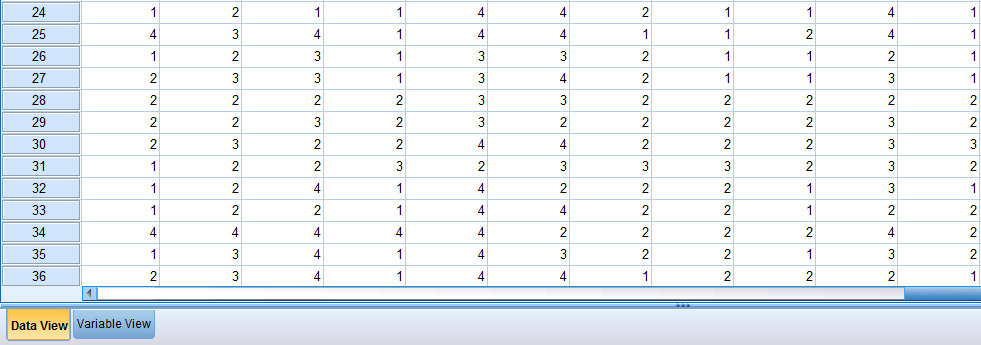 24 1 2 1 1 4 4 2 1 1 4 1
25 4 3 4 1 4 4 1 1 2 4 1
26 1 2 3 1 3 3 2 1 1 2 1
27 2 3 3 1 3 4 2 1 1 3 1
28 2 2 2 2 3 3 2 2 2 2 2
29 2 2 3 2 3 2 2 2 2 3 2
30 2 3 2 2 4 4 2 2 2 3 3
31 1 2 2 3 2 3 3 3 2 3 2
32 1 2 4 1 4 2 2 2 1 3 1
33 1 2 2 1 4 4 2 2 1 2 2
34 4 4 4 4 4 2 2 2 2 4 2
35 1 3 4 1 4 3 2 2 1 3 2
36 2 3 4 1 4 4 1 2 2 2 1
Data View Variable View